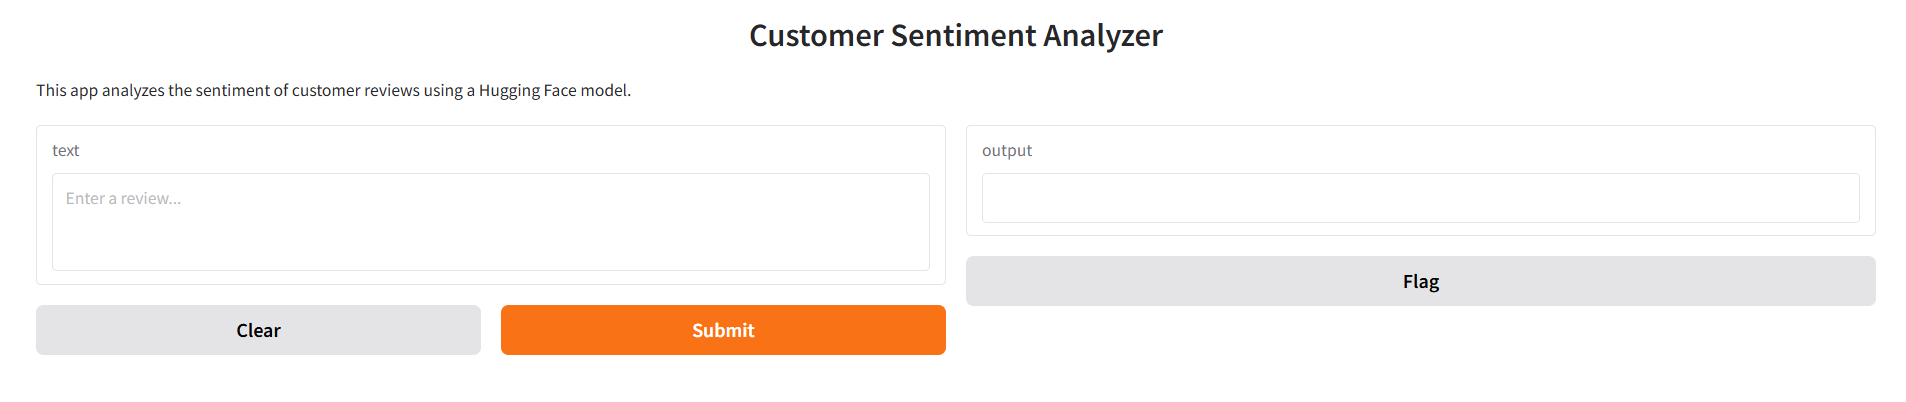 Customer Sentiment Analyzer
This app analyzes the sentiment of customer reviews using a Hugging Face model.
text
Enter a review...
Clear
Submit
output
Flag